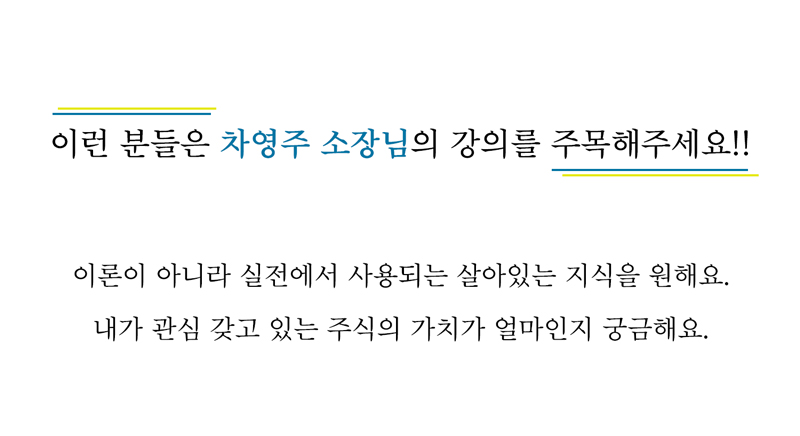 이런 분들은 차영주 소장님의 강의를 주목해주세요!!
이론이 아니라 실전에서 사용되는 살아있는 지식을 원해요.
내가 관심 갖고 있는 주식의 가치가 얼마인지 궁금해요.